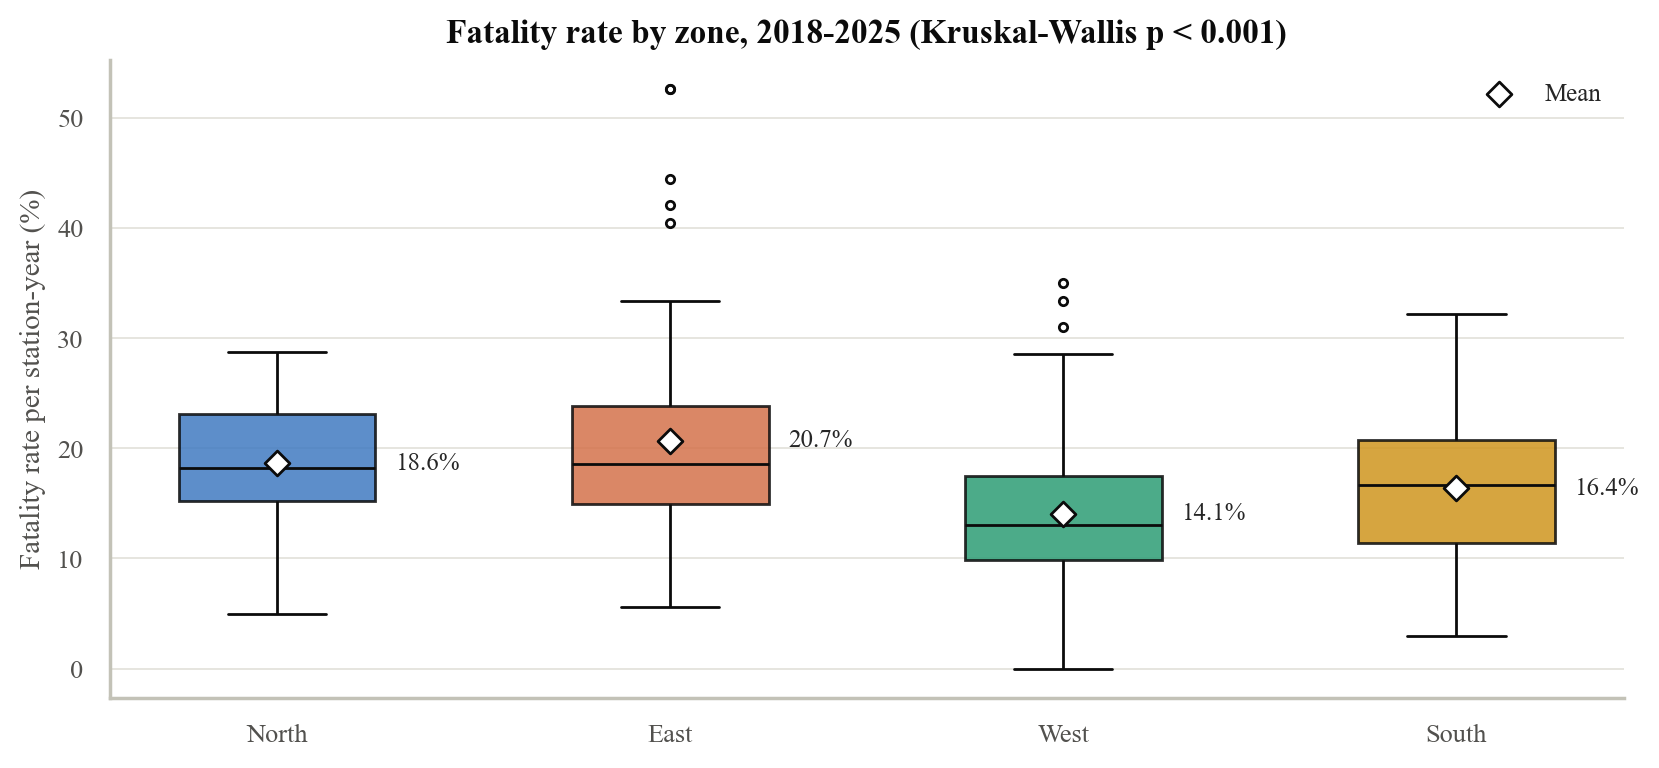 Fatality rate by zone, 2018-2025 (Kruskal-Wallis p < 0.001)
Mean
Fatality rate per station-year (%)
50
40
30
20
10
0
18.6%
20.7%
14.1%
16.4%
North
East
West
South